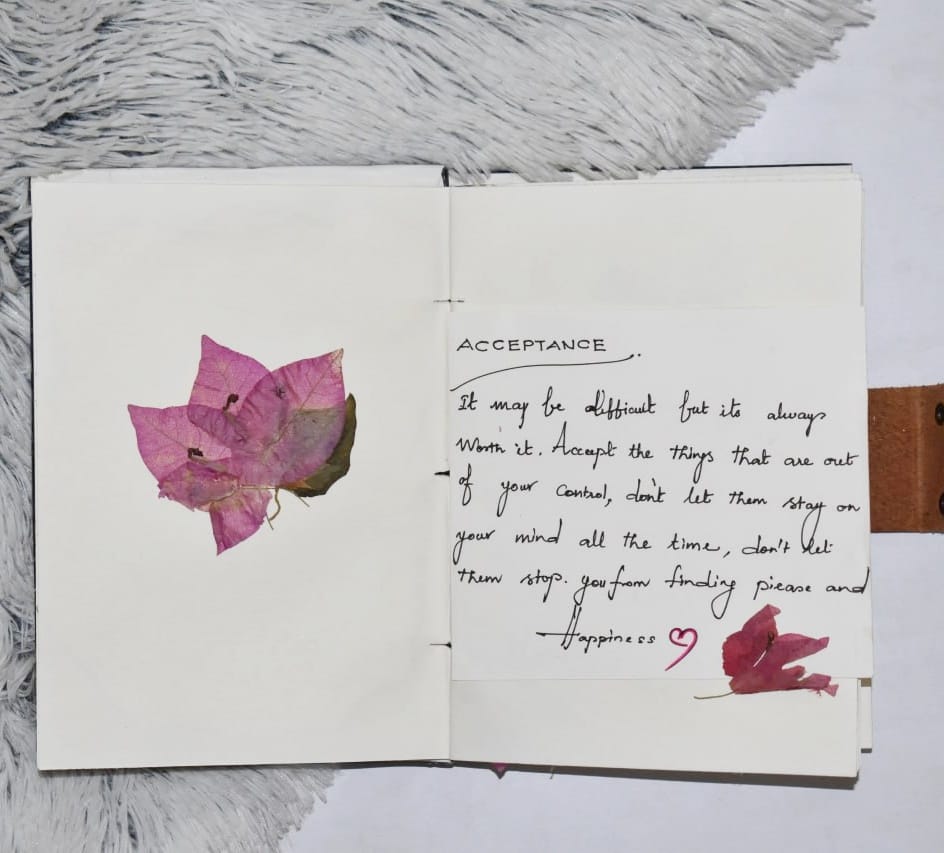 ACCEPTANCE.
It may be difficult but its always
Worth it. Accept the things that are out
of your control, don't let them stay on
your mind all the time, don't let
them stop. you from finding piease and
Happiness